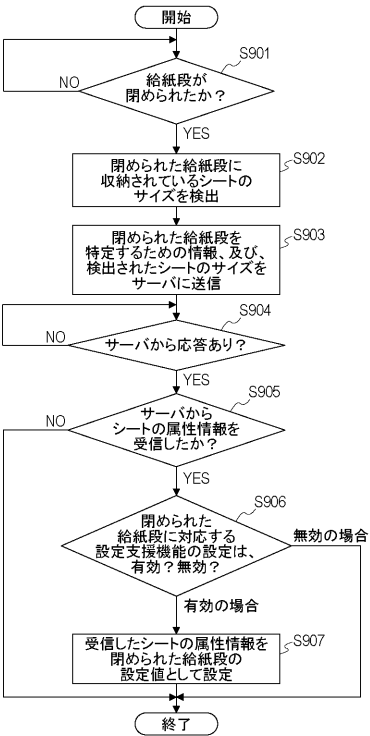 開始
S901
給紙段が
閉められたか？
NO
YES
S902
閉められた給紙段に
収納されているシートの
サイズを検出
S903
閉められた給紙段を
特定するための情報、及び、
検出されたシートのサイズを
サーバに送信
S904
サーバから応答あり？
NO
YES
S905
サーバから
シートの属性情報を
受信したか？
NO
YES
S906
閉められた
給紙段に対応する
設定支援機能の設定は、
有効？無効？
無効の場合
有効の場合
S907
受信したシートの属性情報を
閉められた給紙段の
設定値として設定
終了